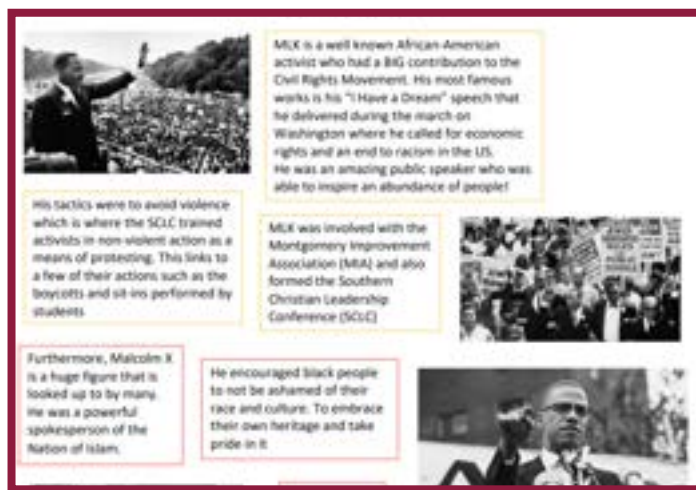 MLK is a well known African-American
activist who had a BIG contribution to the
Civil Rights Movement. His most famous
works is his "I Have a Dream" speech that
he delivered during the march on
Washington where he called for economic
rights and an end to racism in the US.
He was an amazing public speaker who was
able to inspire an abundance of people!
His tactics were to avoid violence
which is where the SCLC trained
activists in non-violent action as a
means of protesting. This links to
a few of their actions such as the
boycotts and sit-ins performed by
students
MLK was involved with the
Montgomery Improvement
Association (MIA) and also
formed the Southern
Christian Leadership
Conference (SCLC)
Furthermore, Malcolm X
is a huge figure that is
looked up to by many.
He was a powerful
spokesperson of the
Nation of Islam.
He encouraged black people
to not be ashamed of their
race and culture. To embrace
their own heritage and take
pride in it